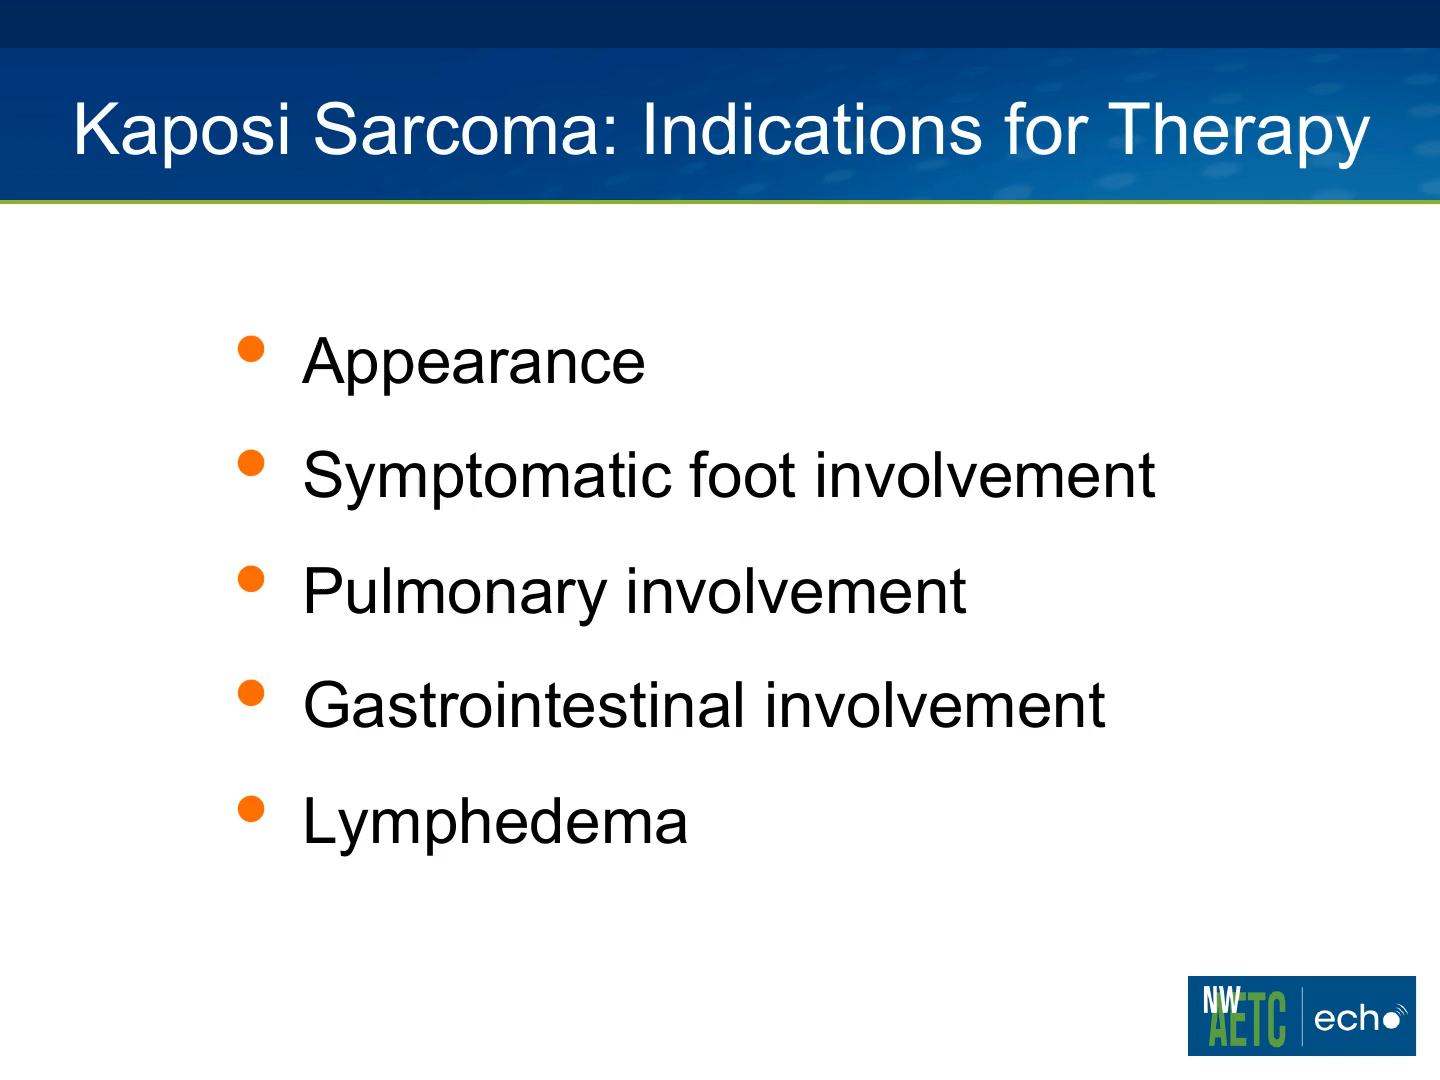 Kaposi Sarcoma: Indications for Therapy
• Appearance
• Symptomatic foot involvement
• Pulmonary involvement
• Gastrointestinal involvement
• Lymphedema
NW
AETC
echo